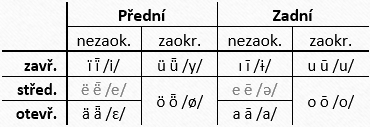 Přední Zadní
nezaok. zaokr. nezaok. zaokr.
zavř. ï ï̄ /i/ ü ǖ /y/ ı ī /ɨ/ u ū /u/
střed. ë ë̄ /e/ ö ȫ /ø/ e ē /ə/ o ō /o/
otevř. ä ǟ /ɛ/ a ā /a/